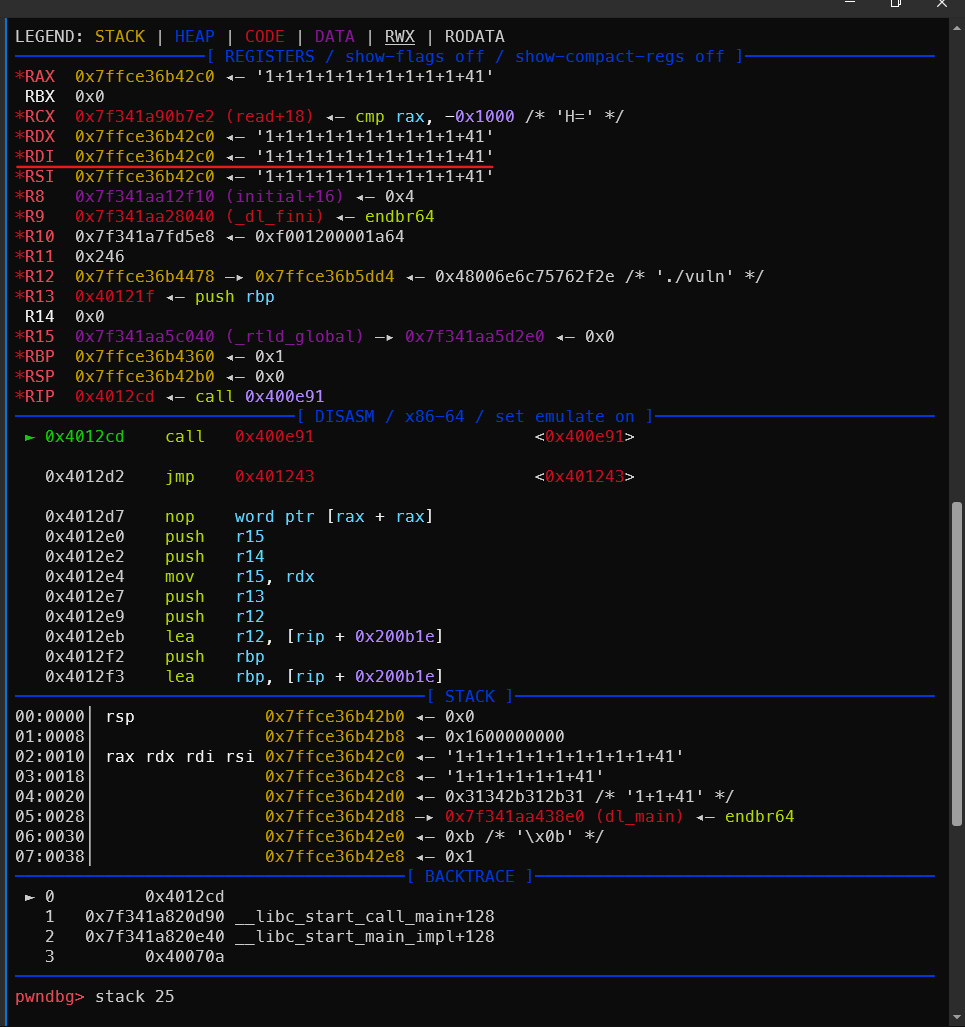 LEGEND: STACK | HEAP | CODE | DATA | RWX | RODATA
[ REGISTERS / show-flags off / show-compact-regs off ]
*RAX  0x7ffce36b42c0 ◂— '1+1+1+1+1+1+1+1+1+1+41'
 RBX  0x0
*RCX  0x7f341a90b7e2 (read+18) ◂— cmp rax, -0x1000 /* 'H=' */
*RDX  0x7ffce36b42c0 ◂— '1+1+1+1+1+1+1+1+1+1+41'
*RDI  0x7ffce36b42c0 ◂— '1+1+1+1+1+1+1+1+1+1+41'
*RSI  0x7ffce36b42c0 ◂— '1+1+1+1+1+1+1+1+1+1+41'
*R8   0x7f341aa12f10 (initial+16) ◂— 0x4
*R9   0x7f341aa28040 (_dl_fini) ◂— endbr64
*R10  0x7f341a7fd5e8 ◂— 0xf001200001a64
*R11  0x246
*R12  0x7ffce36b4478 —▸ 0x7ffce36b5dd4 ◂— 0x48006e6c75762f2e /* './vuln' */
*R13  0x40121f ◂— push rbp
 R14  0x0
*R15  0x7f341aa5c040 (_rtld_global) —▸ 0x7f341aa5d2e0 ◂— 0x0
*RBP  0x7ffce36b4360 ◂— 0x1
*RSP  0x7ffce36b42b0 ◂— 0x0
*RIP  0x4012cd ◂— call 0x400e91
[ DISASM / x86-64 / set emulate on ]
 ► 0x4012cd    call   0x400e91                      <0x400e91>
   0x4012d2    jmp    0x401243                      <0x401243>
   0x4012d7    nop    word ptr [rax + rax]
   0x4012e0    push   r15
   0x4012e2    push   r14
   0x4012e4    mov    r15, rdx
   0x4012e7    push   r13
   0x4012e9    push   r12
   0x4012eb    lea    r12, [rip + 0x200b1e]
   0x4012f2    push   rbp
   0x4012f3    lea    rbp, [rip + 0x200b1e]
[ STACK ]
00:0000│ rsp             0x7ffce36b42b0 ◂— 0x0
01:0008│                 0x7ffce36b42b8 ◂— 0x1600000000
02:0010│ rax rdx rdi rsi 0x7ffce36b42c0 ◂— '1+1+1+1+1+1+1+1+1+1+41'
03:0018│                 0x7ffce36b42c8 ◂— '1+1+1+1+1+1+41'
04:0020│                 0x7ffce36b42d0 ◂— 0x31342b312b31 /* '1+1+41' */
05:0028│                 0x7ffce36b42d8 —▸ 0x7f341aa438e0 (dl_main) ◂— endbr64
06:0030│                 0x7ffce36b42e0 ◂— 0xb /* '\x0b' */
07:0038│                 0x7ffce36b42e8 ◂— 0x1
[ BACKTRACE ]
 ► 0         0x4012cd
   1   0x7f341a820d90 __libc_start_call_main+128
   2   0x7f341a820e40 __libc_start_main_impl+128
   3         0x40070a
pwndbg> stack 25